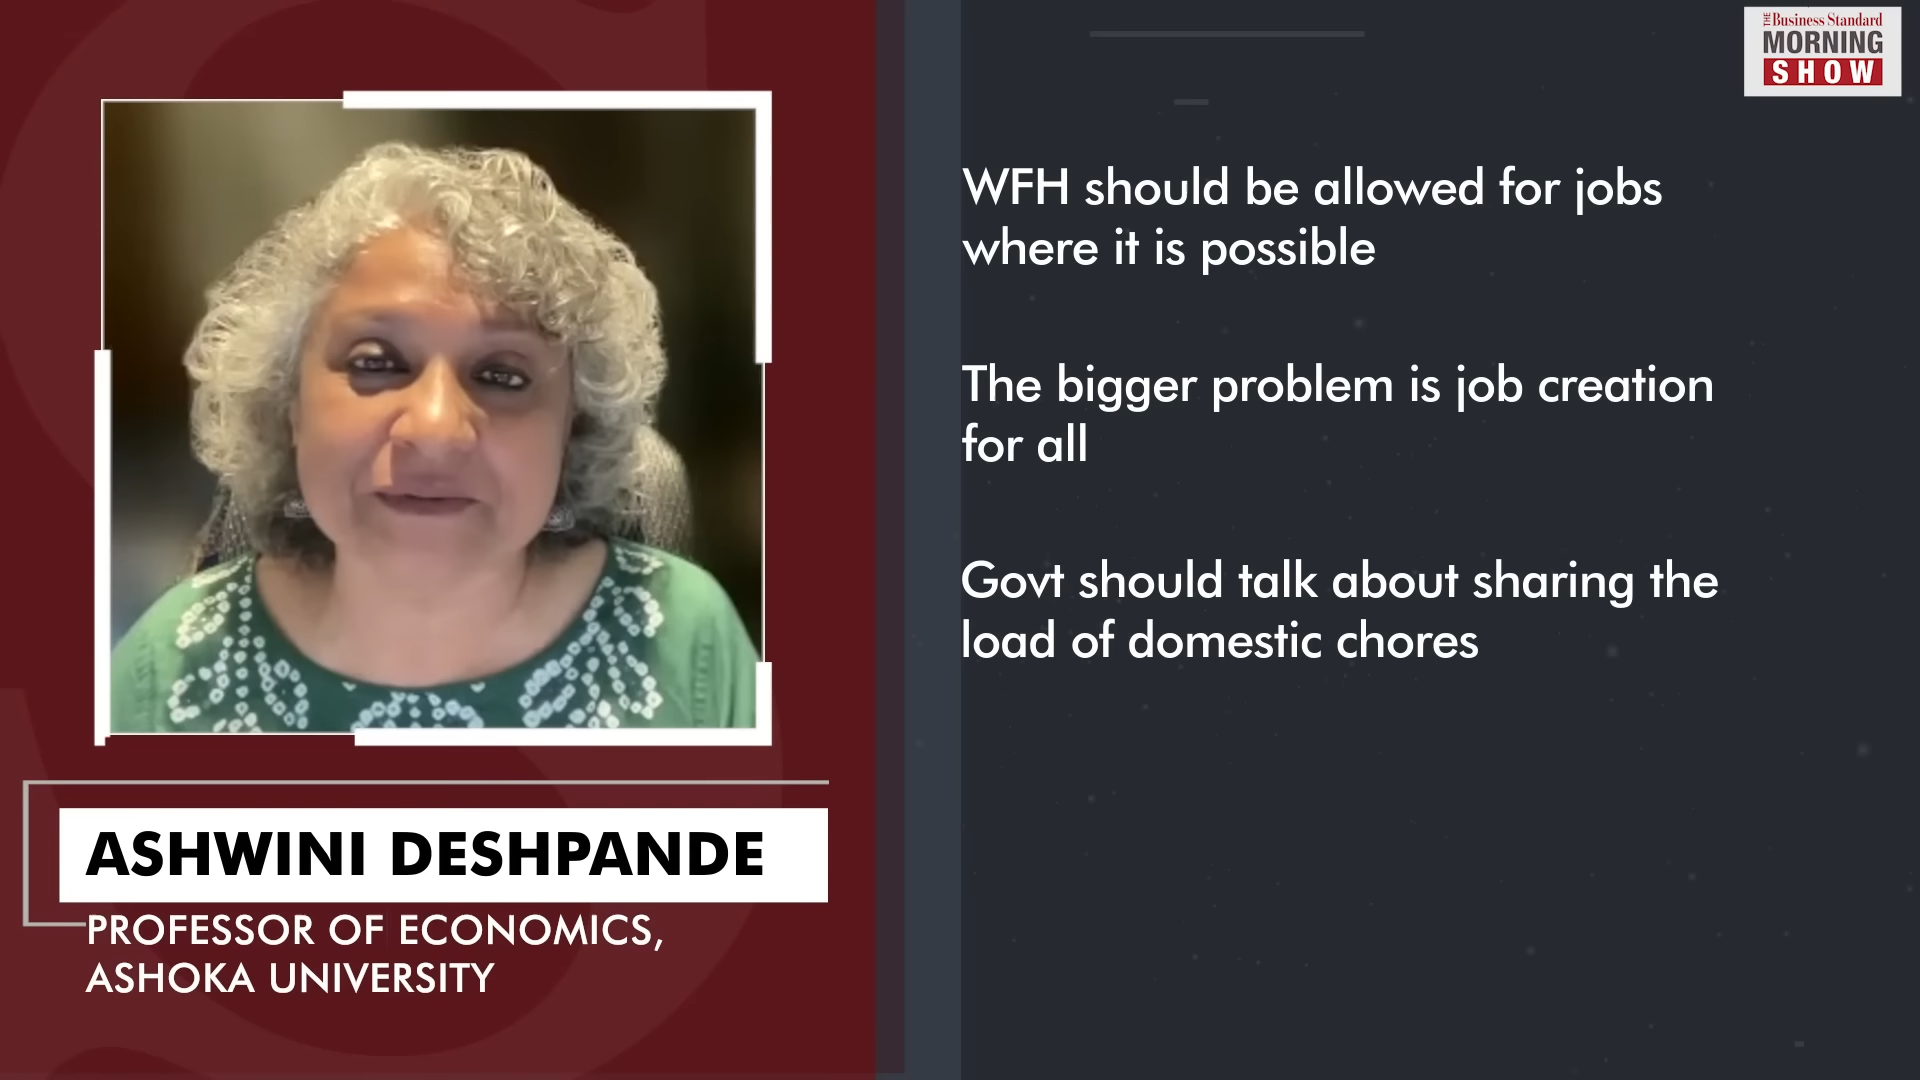 THE Business Standard
MORNING
SHOW
WFH should be allowed for jobs
where it is possible
The bigger problem is job creation
for all
Govt should talk about sharing the
load of domestic chores
ASHWINI DESHPANDE
PROFESSOR OF ECONOMICS,
ASHOKA UNIVERSITY